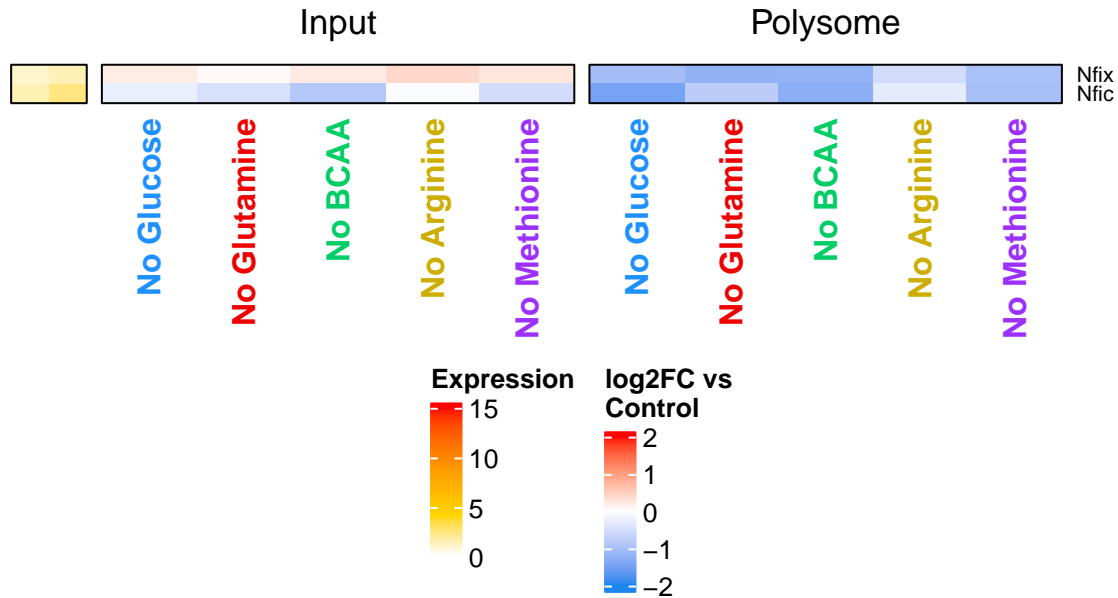 Input
Polysome
Nfix
Nfic
No Glucose
No Glutamine
No BCAA
No Arginine
No Methionine
No Glucose
No Glutamine
No BCAA
No Arginine
No Methionine
Expression
15
10
5
0
log2FC vs
Control
2
1
0
−1
−2